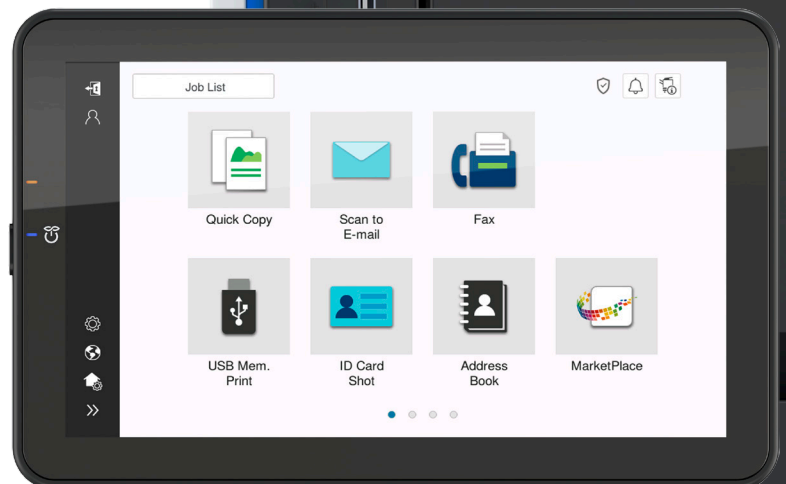 Job List
Quick Copy
Scan to
E-mail
Fax
USB Mem.
Print
ID Card
Shot
Address
Book
MarketPlace